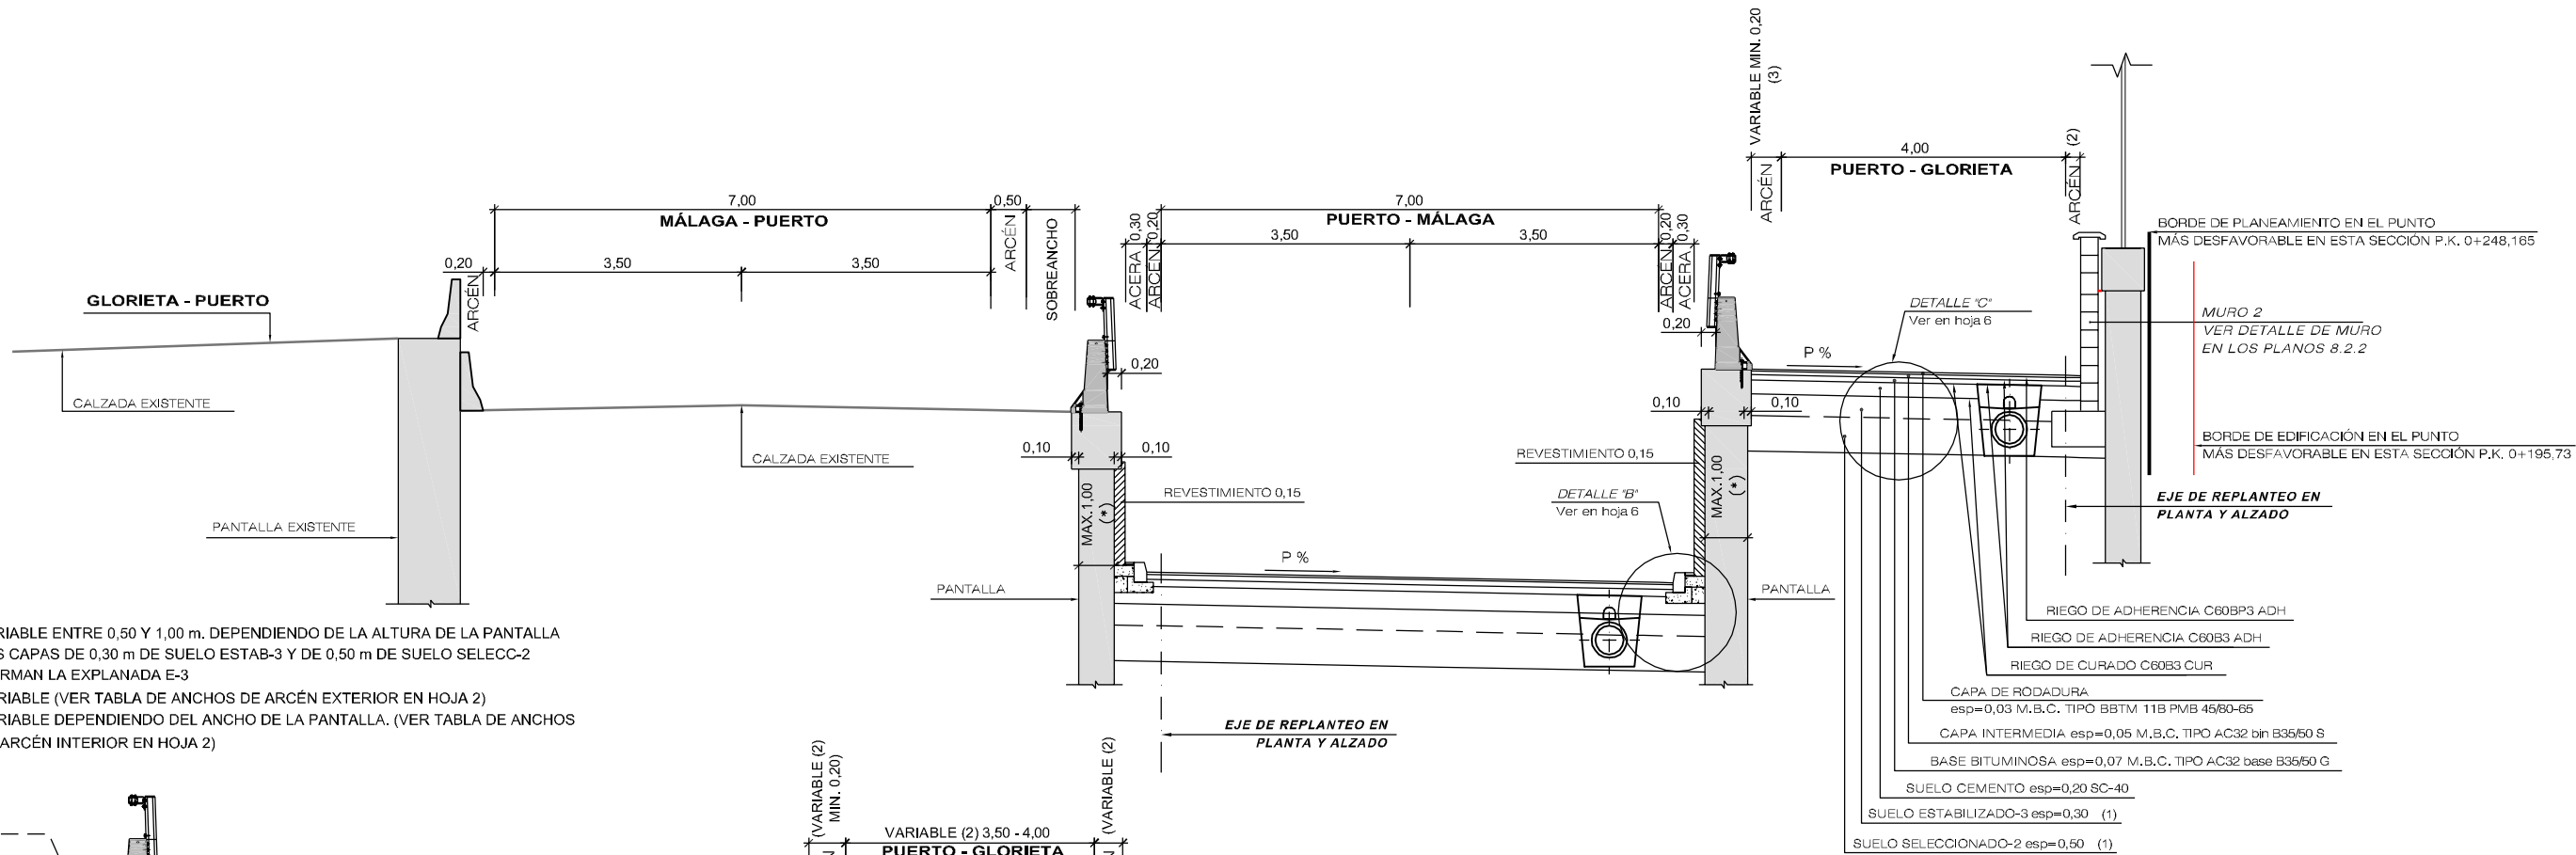 VARIABLE MIN. 0,20
(3)
ARCÉN
4,00
PUERTO - GLORIETA
ARCÉN (2)
7,00
MÁLAGA - PUERTO
3,50
3,50
0,20
ARCÉN
0,50
ARCÉN
SOBREANCHO
ACERA 0,30
ARCÉN 0,20
7,00
PUERTO - MÁLAGA
3,50
3,50
ARCÉN 0,20
ACERA 0,30
GLORIETA - PUERTO
CALZADA EXISTENTE
CALZADA EXISTENTE
PANTALLA EXISTENTE
0,20
0,10
0,10
MAX.1,00
(*)
REVESTIMIENTO 0,15
PANTALLA
P %
EJE DE REPLANTEO EN
PLANTA Y ALZADO
REVESTIMIENTO 0,15
DETALLE "B"
Ver en hoja 6
0,20
0,10
0,10
MAX.1,00
(*)
PANTALLA
P %
DETALLE "C"
Ver en hoja 6
BORDE DE PLANEAMIENTO EN EL PUNTO
MÁS DESFAVORABLE EN ESTA SECCIÓN P.K. 0+248,165
MURO 2
VER DETALLE DE MURO
EN LOS PLANOS 8.2.2
BORDE DE EDIFICACIÓN EN EL PUNTO
MÁS DESFAVORABLE EN ESTA SECCIÓN P.K. 0+195,73
EJE DE REPLANTEO EN
PLANTA Y ALZADO
RIEGO DE ADHERENCIA C60BP3 ADH
RIEGO DE ADHERENCIA C60B3 ADH
RIEGO DE CURADO C60B3 CUR
CAPA DE RODADURA
esp=0,03 M.B.C. TIPO BBTM 11B PMB 45/80-65
CAPA INTERMEDIA esp=0,05 M.B.C. TIPO AC32 bin B35/50 S
BASE BITUMINOSA esp=0,07 M.B.C. TIPO AC32 base B35/50 G
SUELO CEMENTO esp=0,20 SC-40
SUELO ESTABILIZADO-3 esp=0,30 (1)
SUELO SELECCIONADO-2 esp=0,50 (1)
RIABLE ENTRE 0,50 Y 1,00 m. DEPENDIENDO DE LA ALTURA DE LA PANTALLA
S CAPAS DE 0,30 m DE SUELO ESTAB-3 Y DE 0,50 m DE SUELO SELECC-2
RMAN LA EXPLANADA E-3
RIABLE (VER TABLA DE ANCHOS DE ARCÉN EXTERIOR EN HOJA 2)
RIABLE DEPENDIENDO DEL ANCHO DE LA PANTALLA. (VER TABLA DE ANCHOS
ARCÉN INTERIOR EN HOJA 2)
(VARIABLE (2)
MIN. 0,20)
VARIABLE (2) 3,50 - 4,00
PUERTO - GLORIETA
(VARIABLE (2)